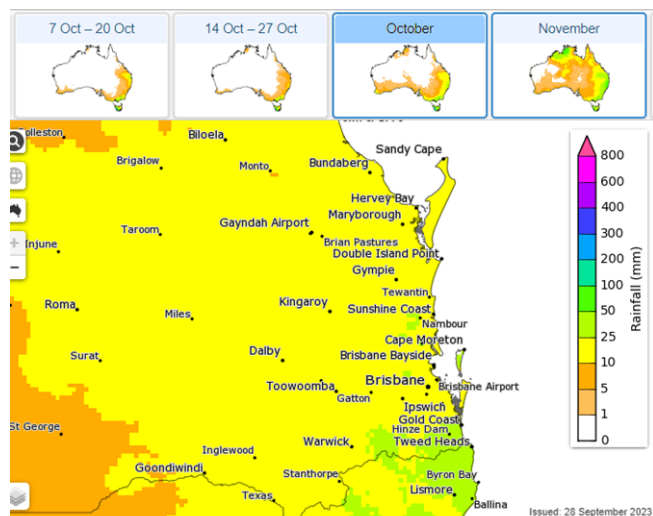 7 Oct – 20 Oct
14 Oct – 27 Oct
October
November
Biloela
Sandy Cape
Brigalow
Monto
Bundaberg
Hervey Bay
Maryborough
Taroom
Gayndah Airport
Brian Pastures
Injune
Double Island Point
Gympie
Tewantin
Roma
Miles
Kingaroy
Sunshine Coast
Nambour
Cape Moreton
Surat
Dalby
Brisbane Bayside
Toowoomba
Brisbane
Brisbane Airport
Gatton
Ipswich
Gold Coast
St George
Hinze Dam
Warwick
Tweed Heads
Inglewood
Goondiwindi
Stanthorpe
Byron Bay
Texas
Lismore
Ballina
800
600
400
300
200
100
50
25
10
5
1
0
Rainfall (mm)
Issued: 28 September 2023